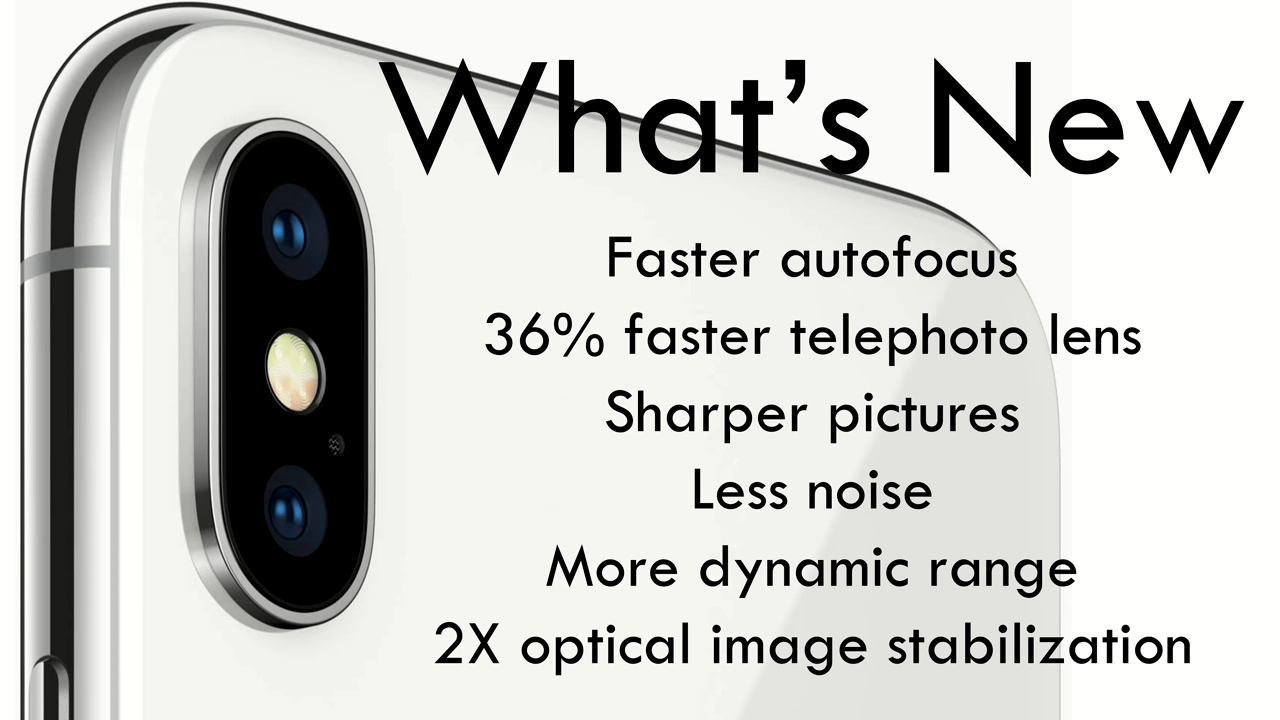 What's New
Faster autofocus
36% faster telephoto lens
Sharper pictures
Less noise
More dynamic range
2X optical image stabilization